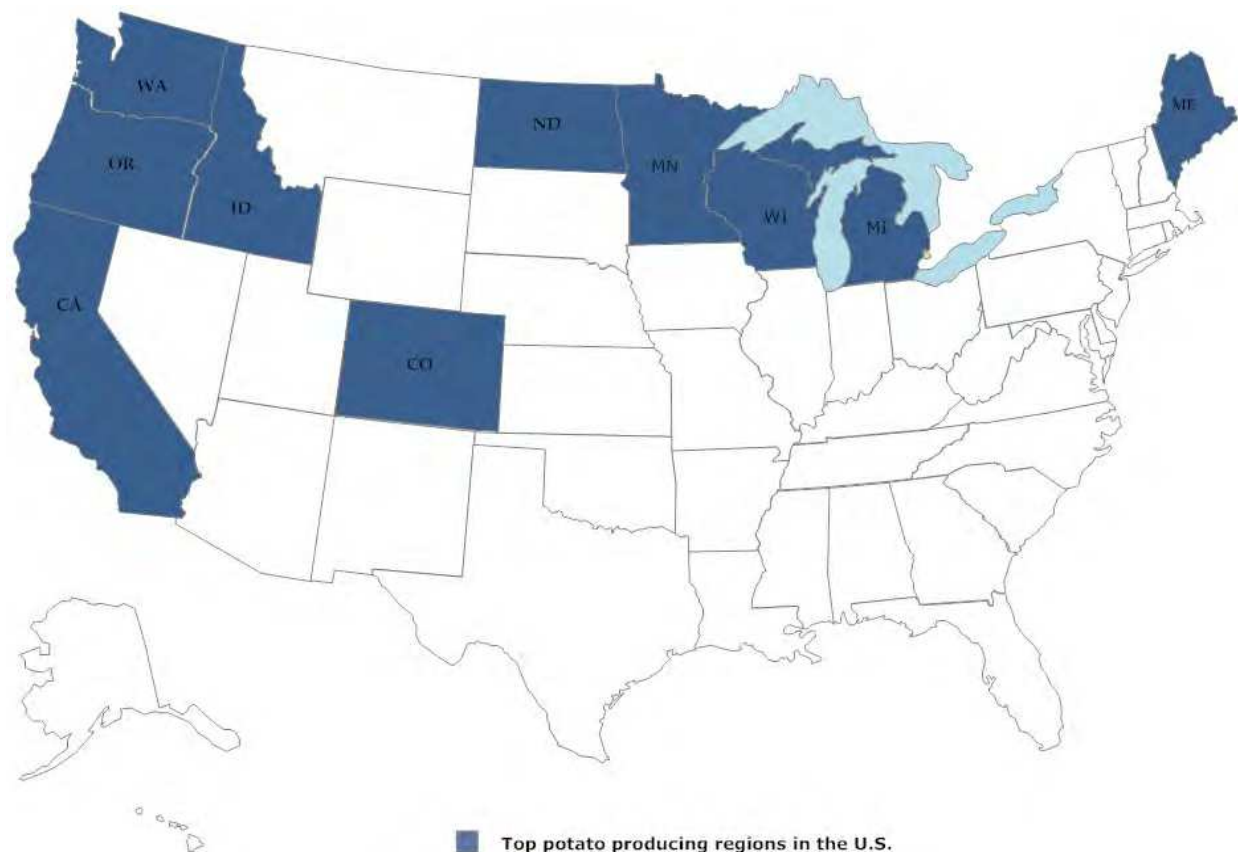 WA
ME
ND
OR
MN
ID
WI
MI
CA
CO
Top potato producing regions in the U.S.